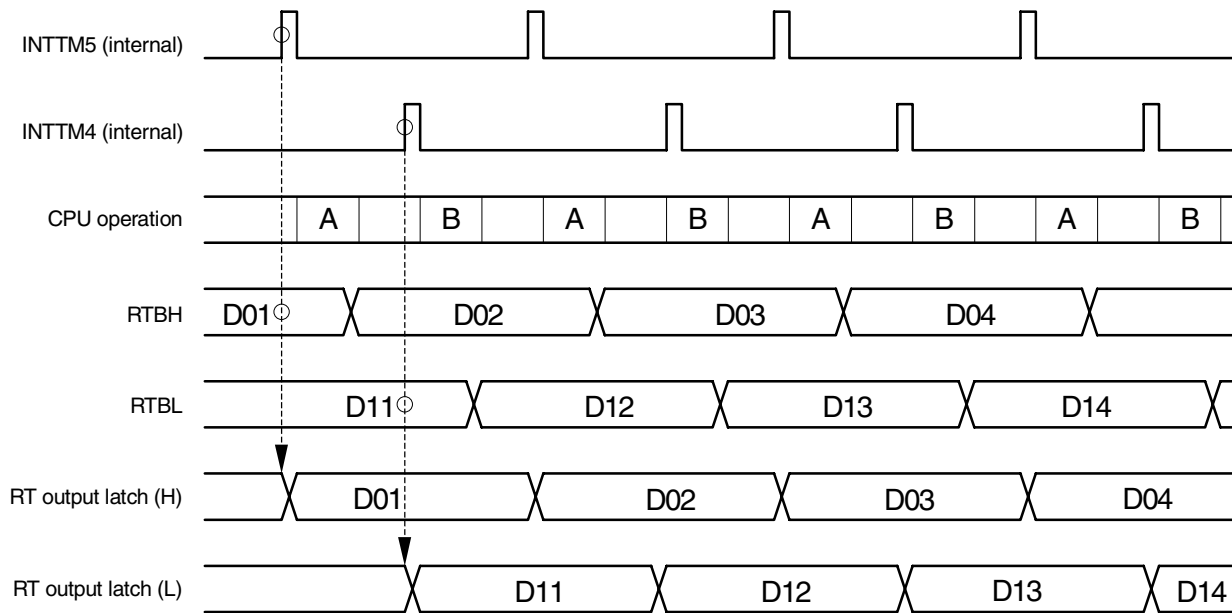 INTTM5 (internal)
INTTM4 (internal)
CPU operation A B A B A B A B
RTBH D01 D02 D03 D04
RTBL D11 D12 D13 D14
RT output latch (H) D01 D02 D03 D04
RT output latch (L) D11 D12 D13 D14